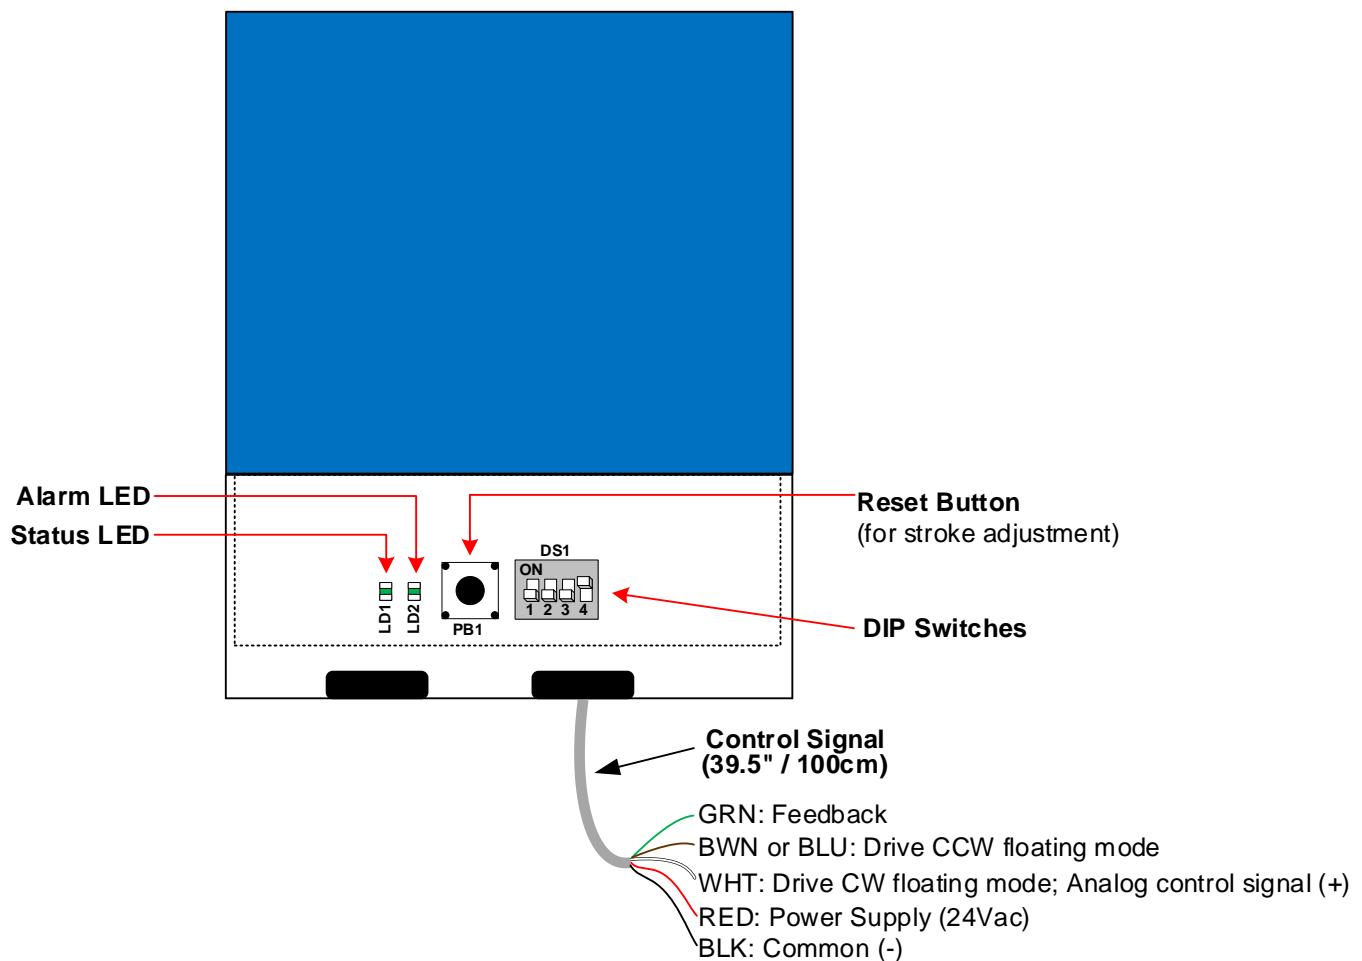 Alarm LED
Status LED
Reset Button
(for stroke adjustment)
DS1
ON
1 2 3 4
LD1
LD2
PB1
DIP Switches
Control Signal
(39.5" / 100cm)
GRN: Feedback
BWN or BLU: Drive CCW floating mode
WHT: Drive CW floating mode; Analog control signal (+)
RED: Power Supply (24Vac)
BLK: Common (-)